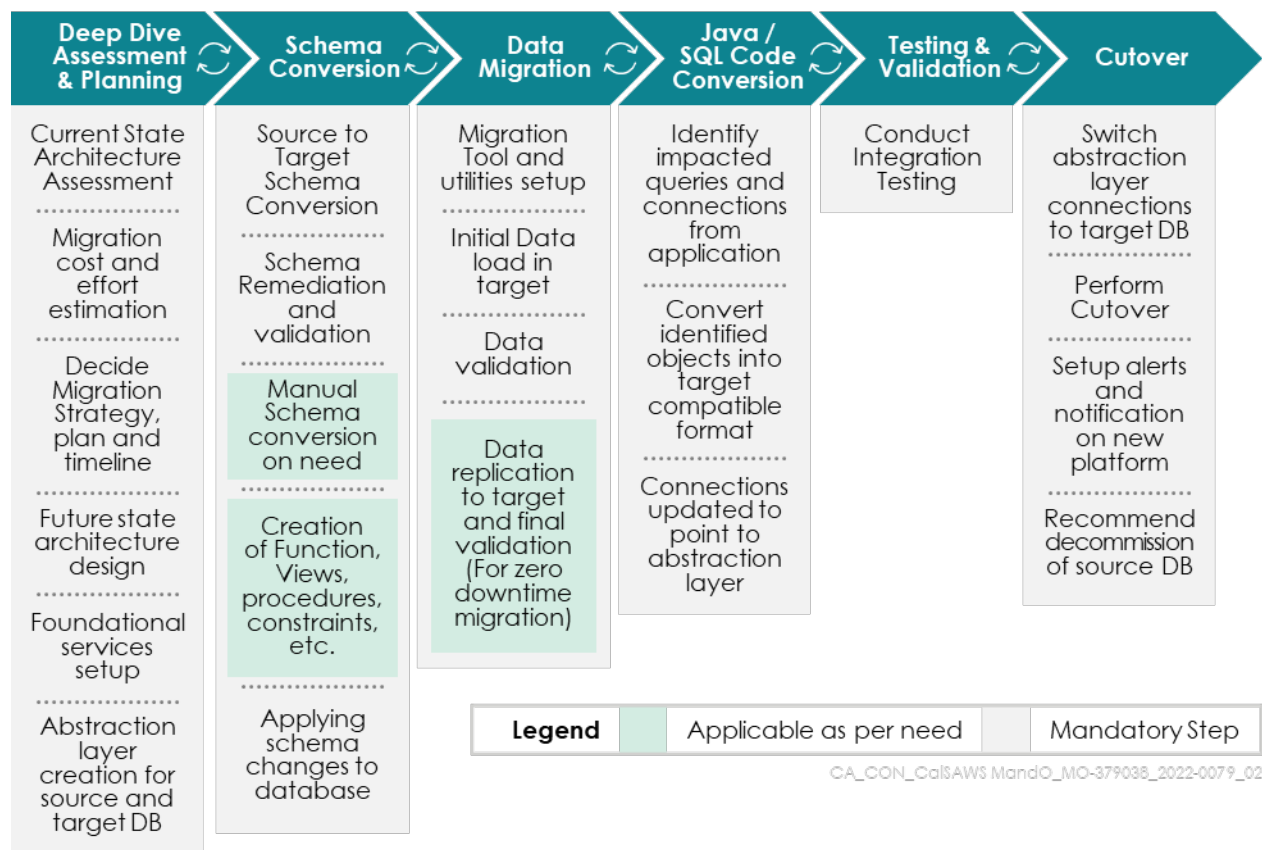 Deep Dive
Assessment
& Planning
Schema
Conversion
Data
Migration
Java /
SQL Code
Conversion
Testing &
Validation
Cutover
Current State
Architecture
Assessment
Migration
cost and
effort
estimation
Decide
Migration
Strategy,
plan and
timeline
Future state
architecture
design
Foundational
services
setup
Abstraction
layer
creation for
source and
target DB
Source to
Target
Schema
Conversion
Schema
Remediation
and
validation
Manual
Schema
conversion
on need
Creation
of Function,
Views,
procedures,
constraints,
etc.
Applying
schema
changes to
database
Migration
Tool and
utilities setup
Initial Data
load in
target
Data
validation
Data
replication
to target
and final
validation
(For zero
downtime
migration)
Identify
impacted
queries and
connections
from
application
Convert
identified
objects into
target
compatible
format
Connections
updated to
point to
abstraction
layer
Conduct
Integration
Testing
Switch
abstraction
layer
connections
to target DB
Perform
Cutover
Setup alerts
and
notification
on new
platform
Recommend
decommission
of source DB
Legend
Applicable as per need
Mandatory Step
CA_CON_CalSAWS MandO_MO-379038_2022-0079_02